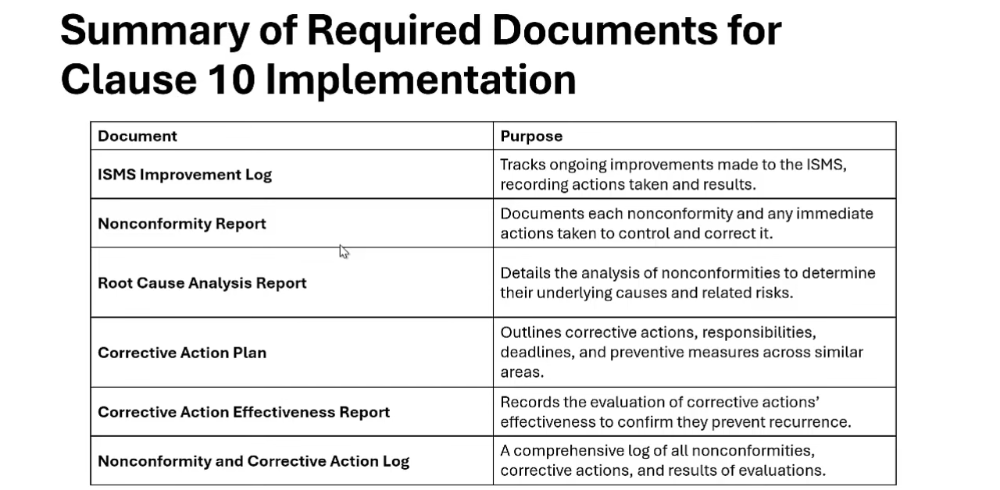 Summary of Required Documents for
Clause 10 Implementation
Document
Purpose
ISMS Improvement Log
Tracks ongoing improvements made to the ISMS,
recording actions taken and results.
Nonconformity Report
Documents each nonconformity and any immediate
actions taken to control and correct it.
Root Cause Analysis Report
Details the analysis of nonconformities to determine
their underlying causes and related risks.
Corrective Action Plan
Outlines corrective actions, responsibilities,
deadlines, and preventive measures across similar
areas.
Corrective Action Effectiveness Report
Records the evaluation of corrective actions’
effectiveness to confirm they prevent recurrence.
Nonconformity and Corrective Action Log
A comprehensive log of all nonconformities,
corrective actions, and results of evaluations.